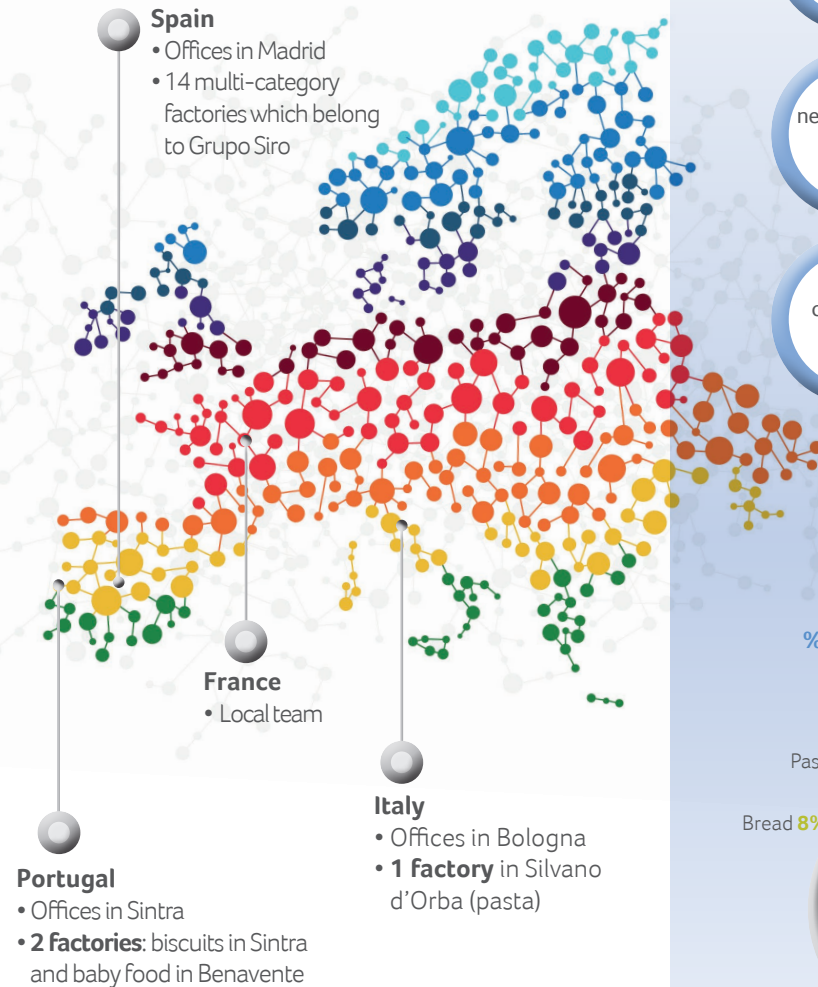 Spain
• Offices in Madrid
• 14 multi-category
factories which belong
to Grupo Siro
France
• Local team
Italy
• Offices in Bologna
• 1 factory in Silvano
d’Orba (pasta)
Portugal
• Offices in Sintra
• 2 factories: biscuits in Sintra
and baby food in Benavente
%
Bread 8%